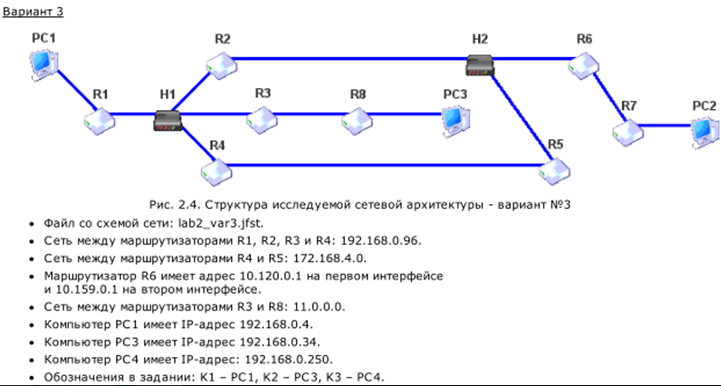 Вариант 3
PC1
R2
H2
R6
R1
H1
R3
R8
PC3
R7
PC2
R4
R5
Рис. 2.4. Структура исследуемой сетевой архитектуры - вариант №3
• Файл со схемой сети: lab2_var3.jfst.
• Сеть между маршрутизаторами R1, R2, R3 и R4: 192.168.0.96.
• Сеть между маршрутизаторами R4 и R5: 172.168.4.0.
• Маршрутизатор R6 имеет адрес 10.120.0.1 на первом интерфейсе
и 10.159.0.1 на втором интерфейсе.
• Сеть между маршрутизаторами R3 и R8: 11.0.0.0.
• Компьютер PC1 имеет IP-адрес 192.168.0.4.
• Компьютер PC3 имеет IP-адрес 192.168.0.34.
• Компьютер PC4 имеет IP-адрес: 192.168.0.250.
• Обозначения в задании: K1 – PC1, K2 – PC3, K3 – PC4.